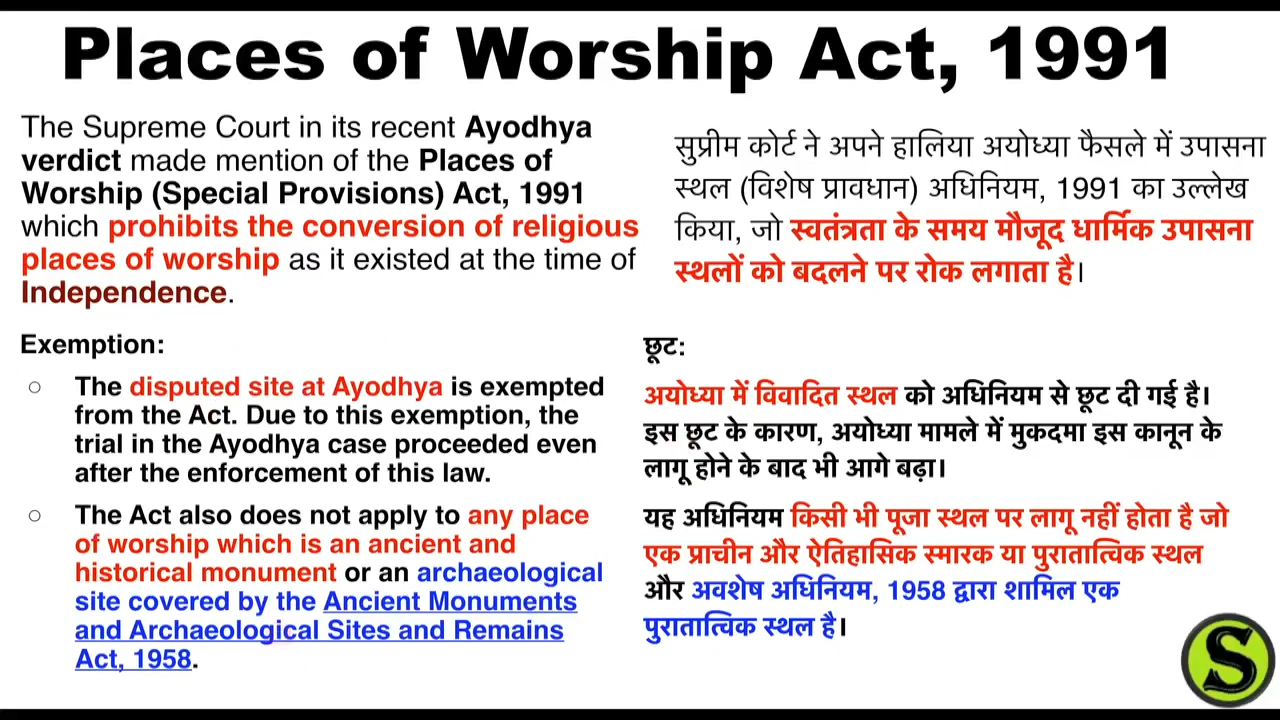 Places of Worship Act, 1991
The Supreme Court in its recent Ayodhya
verdict made mention of the Places of
Worship (Special Provisions) Act, 1991
which prohibits the conversion of religious
places of worship as it existed at the time of
Independence.
Exemption:
○ The disputed site at Ayodhya is exempted
from the Act. Due to this exemption, the
trial in the Ayodhya case proceeded even
after the enforcement of this law.
○ The Act also does not apply to any place
of worship which is an ancient and
historical monument or an archaeological
site covered by the Ancient Monuments
and Archaeological Sites and Remains
Act, 1958.
सुप्रीम कोर्ट ने अपने हालिया अयोध्या फैसले में उपासना
स्थल (विशेष प्रावधान) अधिनियम, 1991 का उल्लेख
किया, जो स्वतंत्रता के समय मौजूद धार्मिक उपासना
स्थलों को बदलने पर रोक लगाता है।
छूट:
अयोध्या में विवादित स्थल को अधिनियम से छूट दी गई है।
इस छूट के कारण, अयोध्या मामले में मुकदमा इस कानून के
लागू होने के बाद भी आगे बढ़ा।
यह अधिनियम किसी भी पूजा स्थल पर लागू नहीं होता है जो
एक प्राचीन और ऐतिहासिक स्मारक या पुरातात्विक स्थल
और अवशेष अधिनियम, 1958 द्वारा शामिल एक
पुरातात्विक स्थल है।
S